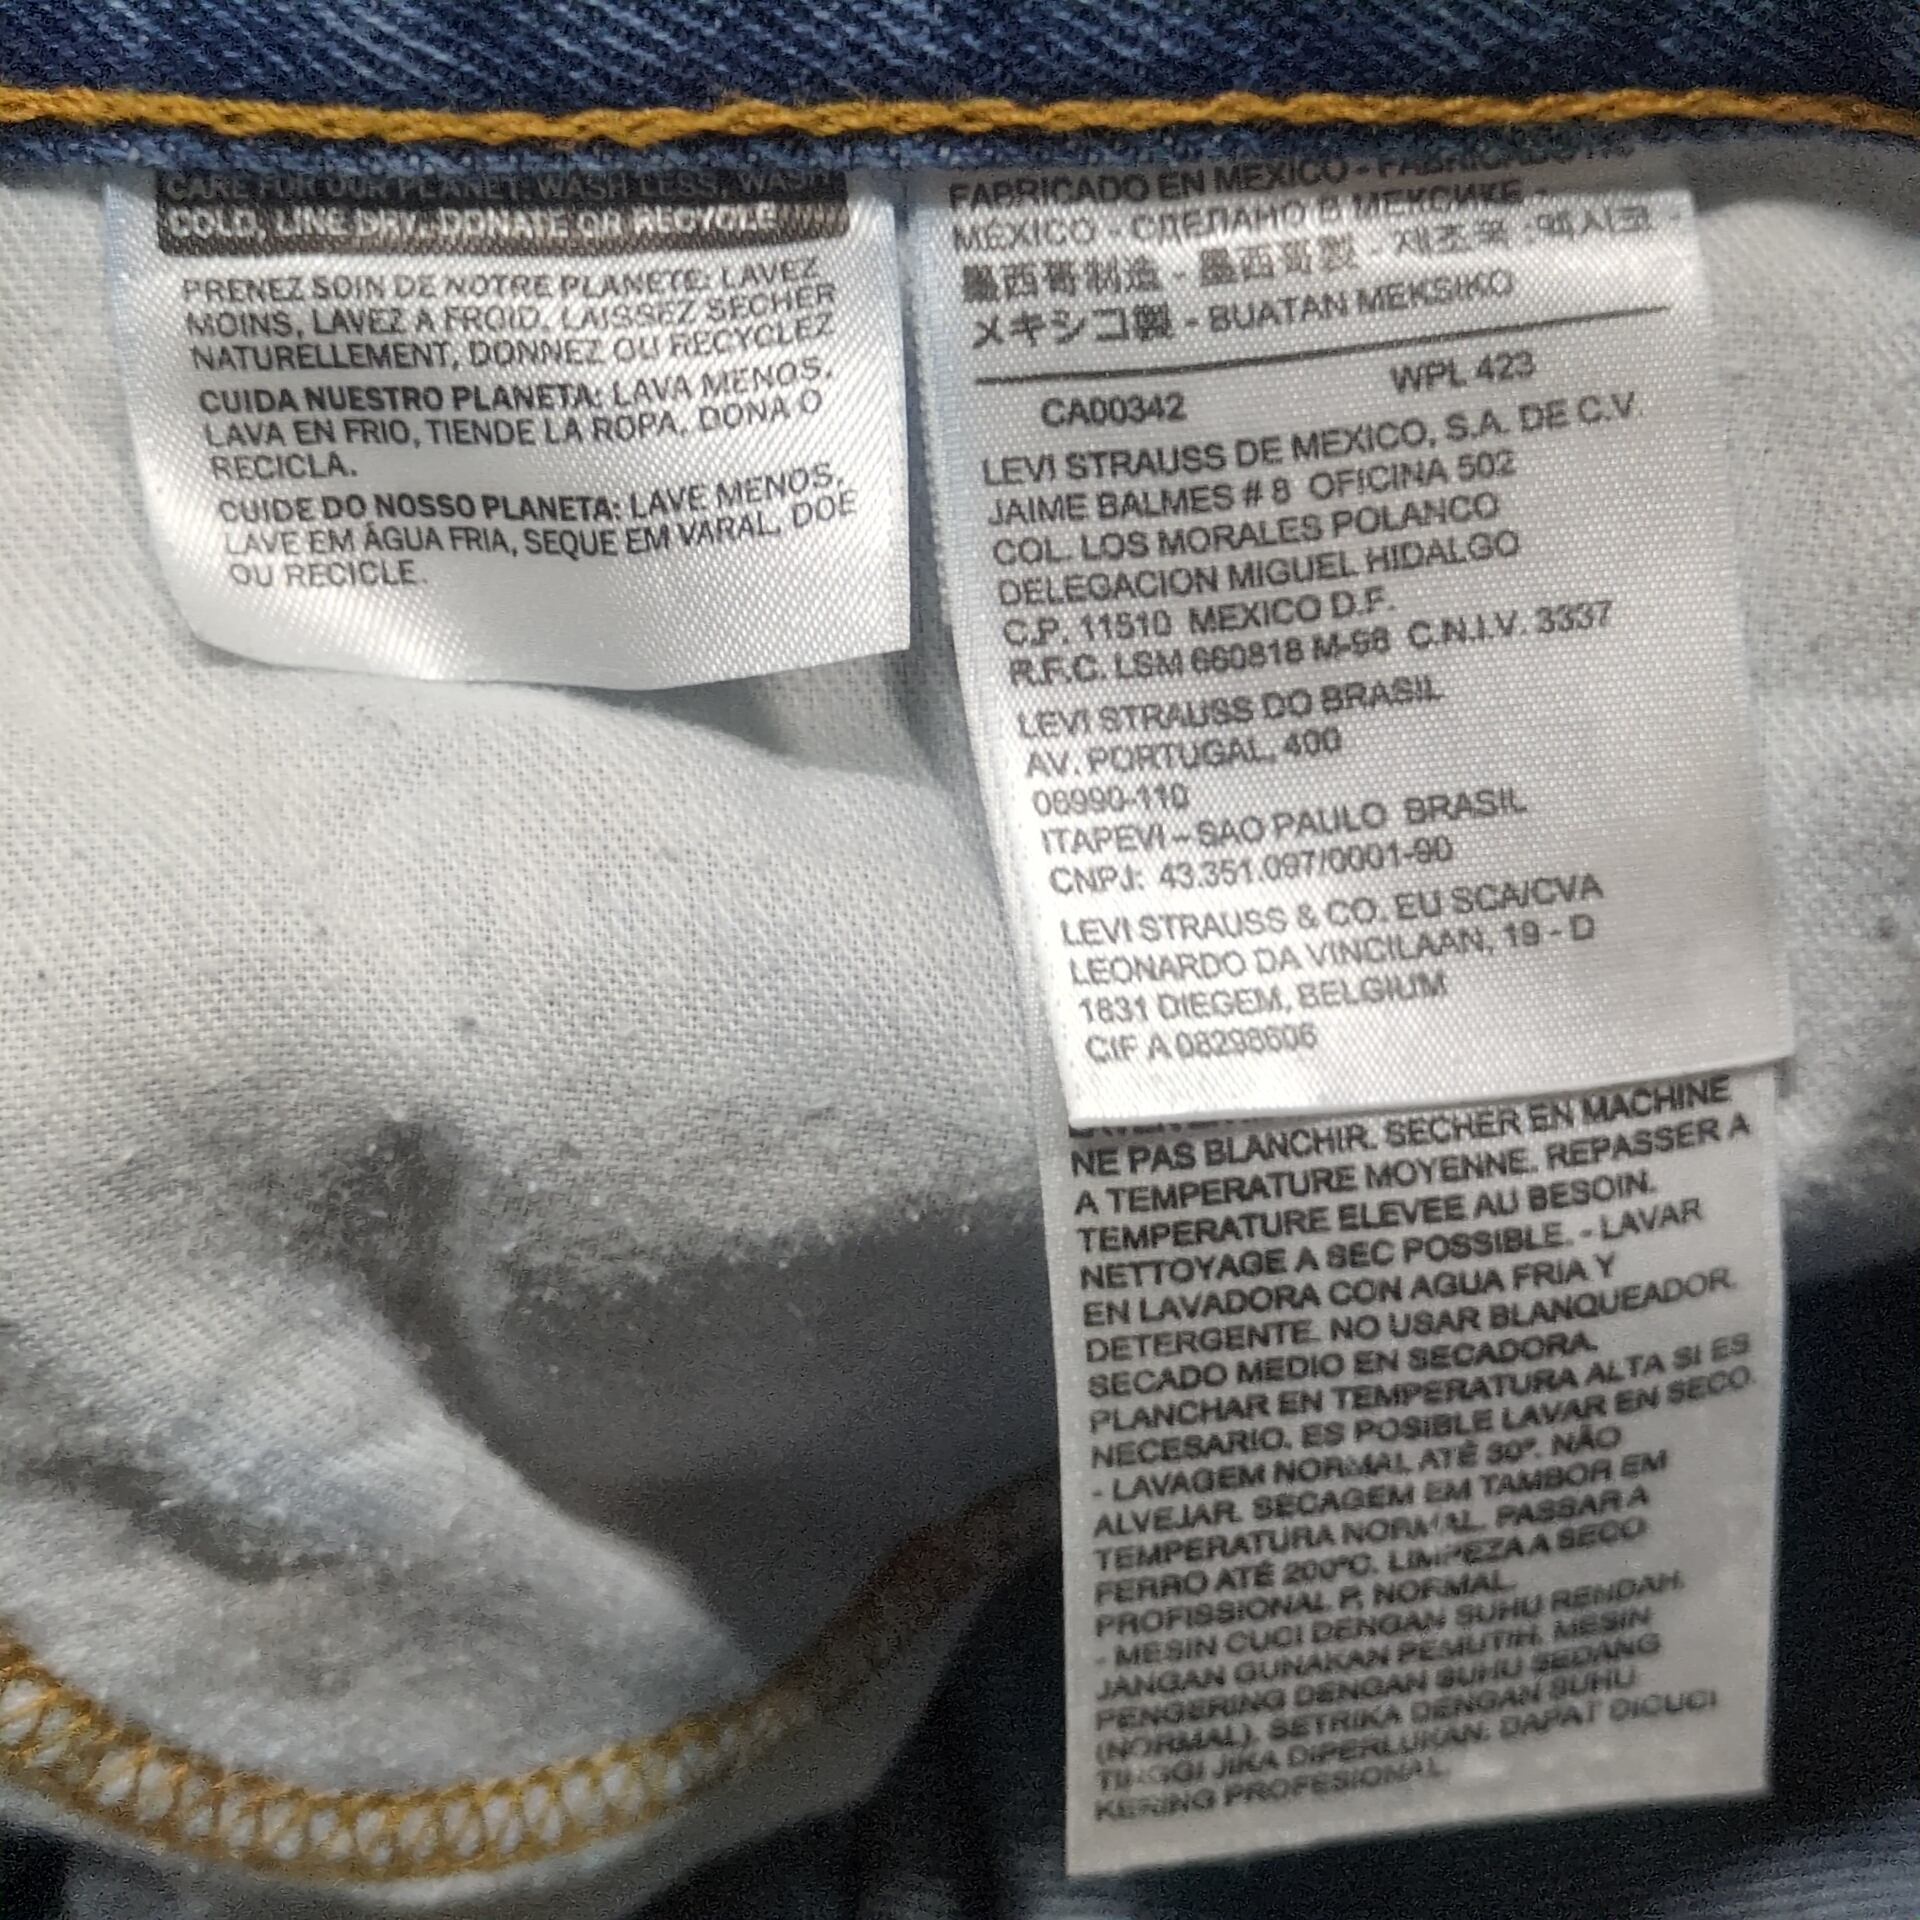 CARE FOR OUR PLANET: WASH LESS, WASH
COLD, LINE DRY, DONATE OR RECYCLE
PRENEZ SOIN DE NOTRE PLANETE: LAVEZ
MOINS, LAVEZ A FROID, LAISSEZ SECHER
NATURELLEMENT, DONNEZ OU RECYCLEZ
CUIDA NUESTRO PLANETA: LAVA MENOS,
LAVA EN FRIO, TIENDE LA ROPA, DONA O
RECICLA.
CUIDE DO NOSSO PLANETA: LAVE MENOS,
LAVE EM ÁGUA FRIA, SEQUE EM VARAL, DOE
OU RECICLE.
FABRICADO EN MEXICO - FABRICADO NO
MÉXICO - СДЕЛАНО В МЕКСИКЕ -
墨西哥制造 - 墨西哥製 - 제조국 : 멕시코 -
メキシコ製 - BUATAN MEKSIKO
CA00342 WPL 423
LEVI STRAUSS DE MEXICO, S.A. DE C.V.
JAIME BALMES # 8 OFICINA 502
COL. LOS MORALES POLANCO
DELEGACION MIGUEL HIDALGO
C.P. 11510 MEXICO D.F.
R.F.C. LSM 660818 M-98 C.N.I.V. 3337
LEVI STRAUSS DO BRASIL
AV. PORTUGAL, 400
06990-110
ITAPEVI – SAO PAULO BRASIL
CNPJ: 43.351.097/0001-90
LEVI STRAUSS & CO. EU SCA/CVA
LEONARDO DA VINCILAAN, 19 - D
1831 DIEGEM, BELGIUM
CIF A 08298606
NE PAS BLANCHIR. SECHER EN MACHINE
A TEMPERATURE MOYENNE. REPASSER A
TEMPERATURE ELEVEE AU BESOIN.
NETTOYAGE A SEC POSSIBLE. - LAVAR
EN LAVADORA CON AGUA FRIA Y
DETERGENTE. NO USAR BLANQUEADOR.
SECADO MEDIO EN SECADORA.
PLANCHAR EN TEMPERATURA ALTA SI ES
NECESARIO. ES POSIBLE LAVAR EN SECO.
- LAVAGEM NORMAL ATÉ 30°. NÃO
ALVEJAR. SECAGEM EM TAMBOR EM
TEMPERATURA NORMAL. PASSAR A
FERRO ATÉ 200°C. LIMPEZA A SECO
PROFISSIONAL P, NORMAL.
- MESIN CUCI DENGAN SUHU RENDAH.
JANGAN GUNAKAN PEMUTIH. MESIN
PENGERING DENGAN SUHU SEDANG
(NORMAL). SETRIKA DENGAN SUHU
TINGGI JIKA DIPERLUKAN. DAPAT DICUCI
KERING PROFESIONAL.